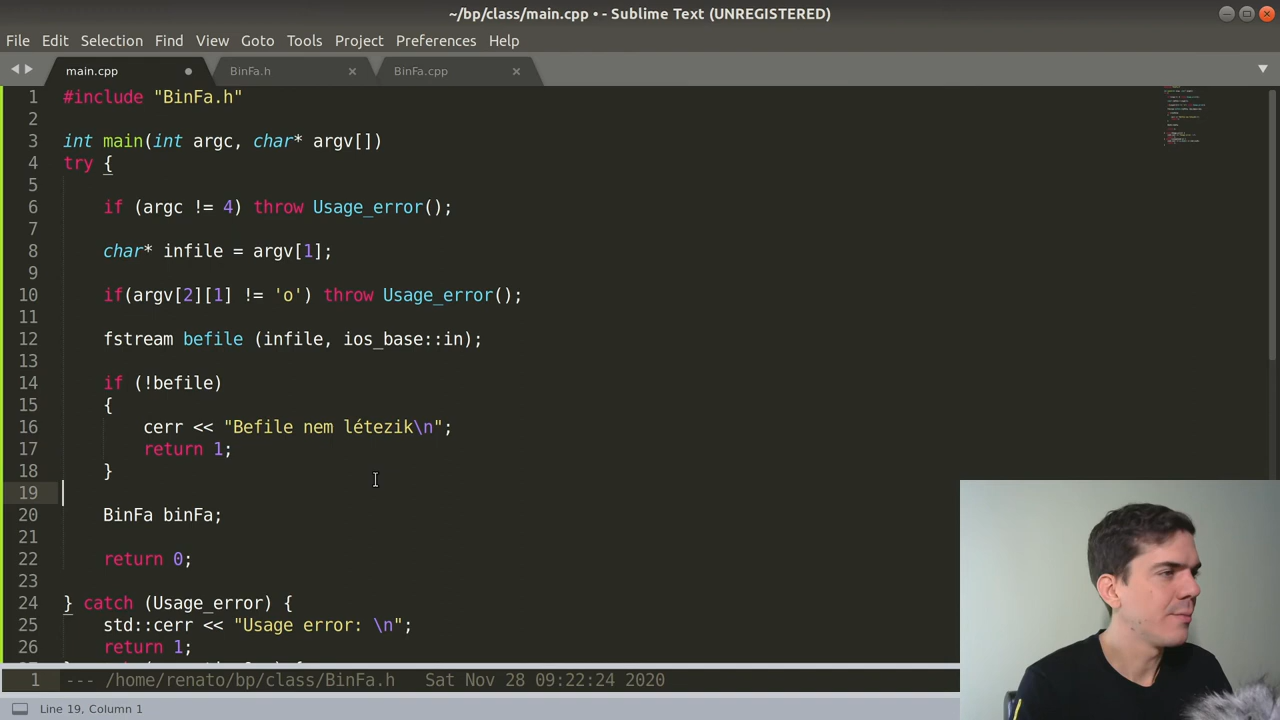 ~/bp/class/main.cpp • - Sublime Text (UNREGISTERED)
File Edit Selection Find View Goto Tools Project Preferences Help
main.cpp BinFa.h BinFa.cpp
1 #include "BinFa.h"
2
3 int main(int argc, char* argv[])
4 try {
5
6 if (argc != 4) throw Usage_error();
7
8 char* infile = argv[1];
9
10 if(argv[2][1] != 'o') throw Usage_error();
11
12 fstream befile (infile, ios_base::in);
13
14 if (!befile)
15 {
16 cerr << "Befile nem létezik\n";
17 return 1;
18 }
19
20 BinFa binFa;
21
22 return 0;
23
24 } catch (Usage_error) {
25 std::cerr << "Usage error: \n";
26 return 1;
1 --- /home/renato/bp/class/BinFa.h Sat Nov 28 09:22:24 2020
Line 19, Column 1